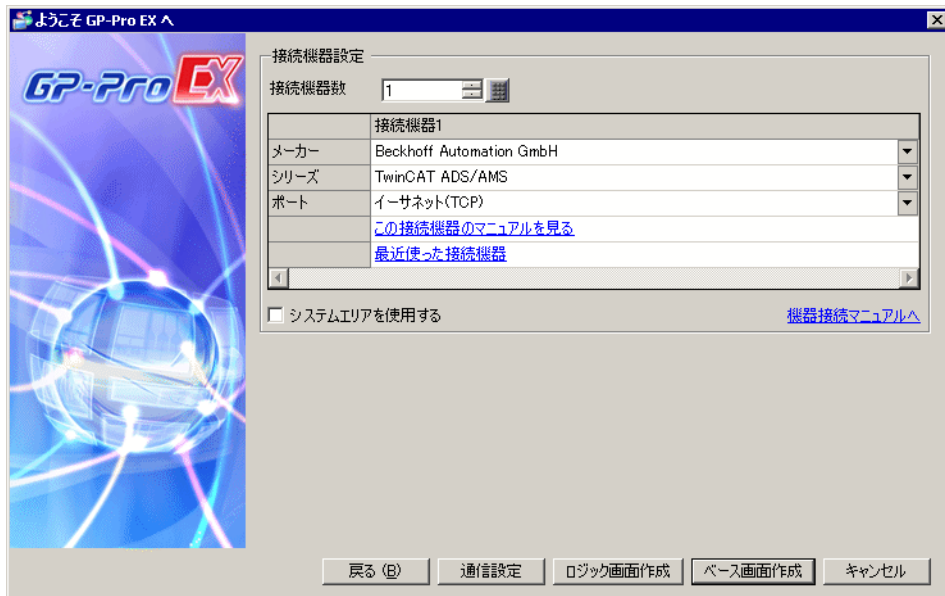 ようこそ GP-Pro EX へ
GP-Pro EX
接続機器設定
接続機器数 1
接続機器1
メーカー Beckhoff Automation GmbH
シリーズ TwinCAT ADS/AMS
ポート イーサネット(TCP)
この接続機器のマニュアルを見る
最近使った接続機器
システムエリアを使用する 機器接続マニュアルへ
戻る (B) 通信設定 ロジック画面作成 ベース画面作成 キャンセル